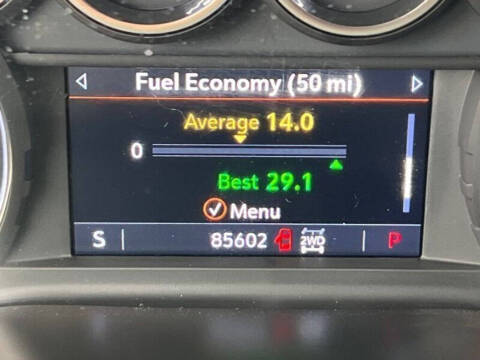 Fuel Economy (50 mi)
Average 14.0
0
Best 29.1
Menu
S 85602 2WD P